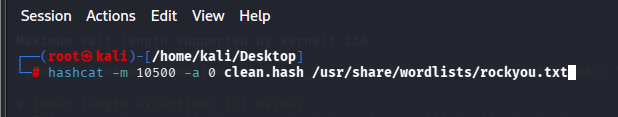 Session Actions Edit View Help
Maximum salt length supported by kernel: 256
┌──(root㉿kali)-[/home/kali/Desktop]
└─# hashcat -m 10500 -a 0 clean.hash /usr/share/wordlists/rockyou.txt
* Token length exception: 1/1 hashes